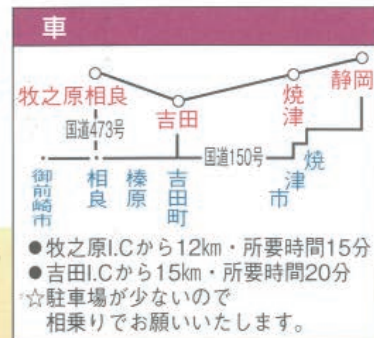 車
静岡
焼津
牧之原相良
吉田
国道473号
国道150号
御前崎市
相良
榛原
吉田町
焼津市
●牧之原I.Cから12km・所要時間15分
●吉田I.Cから15km・所要時間20分
☆駐車場が少ないので
相乗りでお願いいたします。